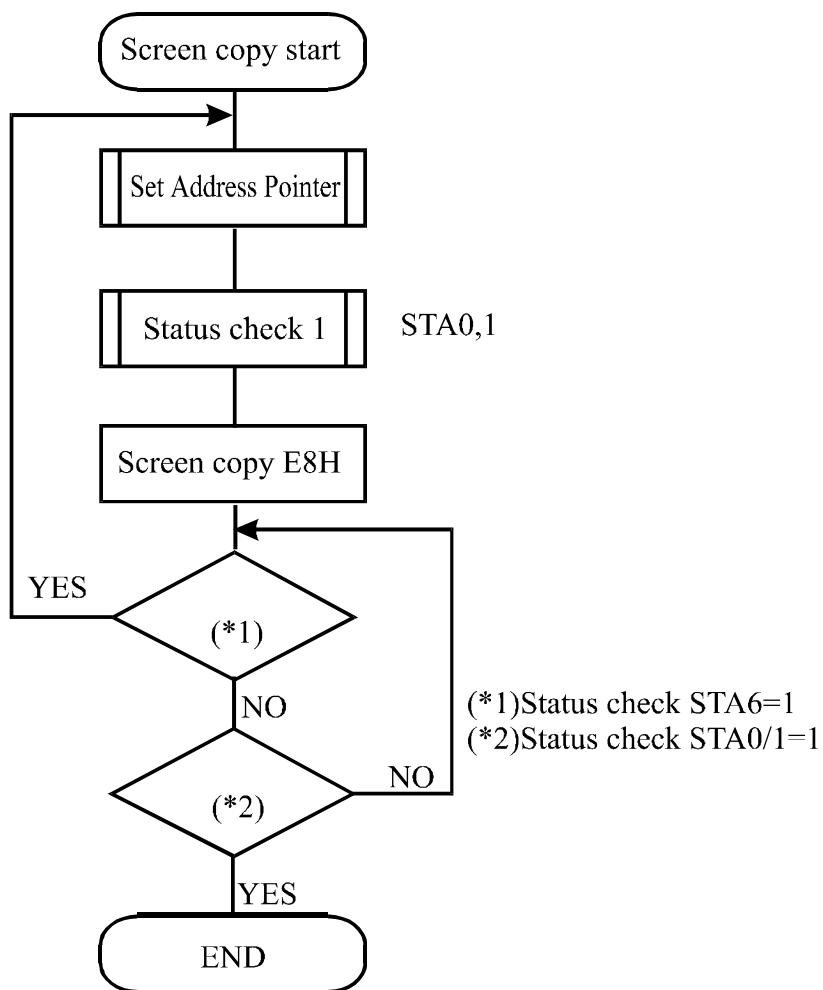 Screen copy start
Set Address Pointer
Status check 1
STA0,1
Screen copy E8H
YES
(*1)
NO
(*1)Status check STA6=1
(*2)Status check STA0/1=1
NO
(*2)
YES
END